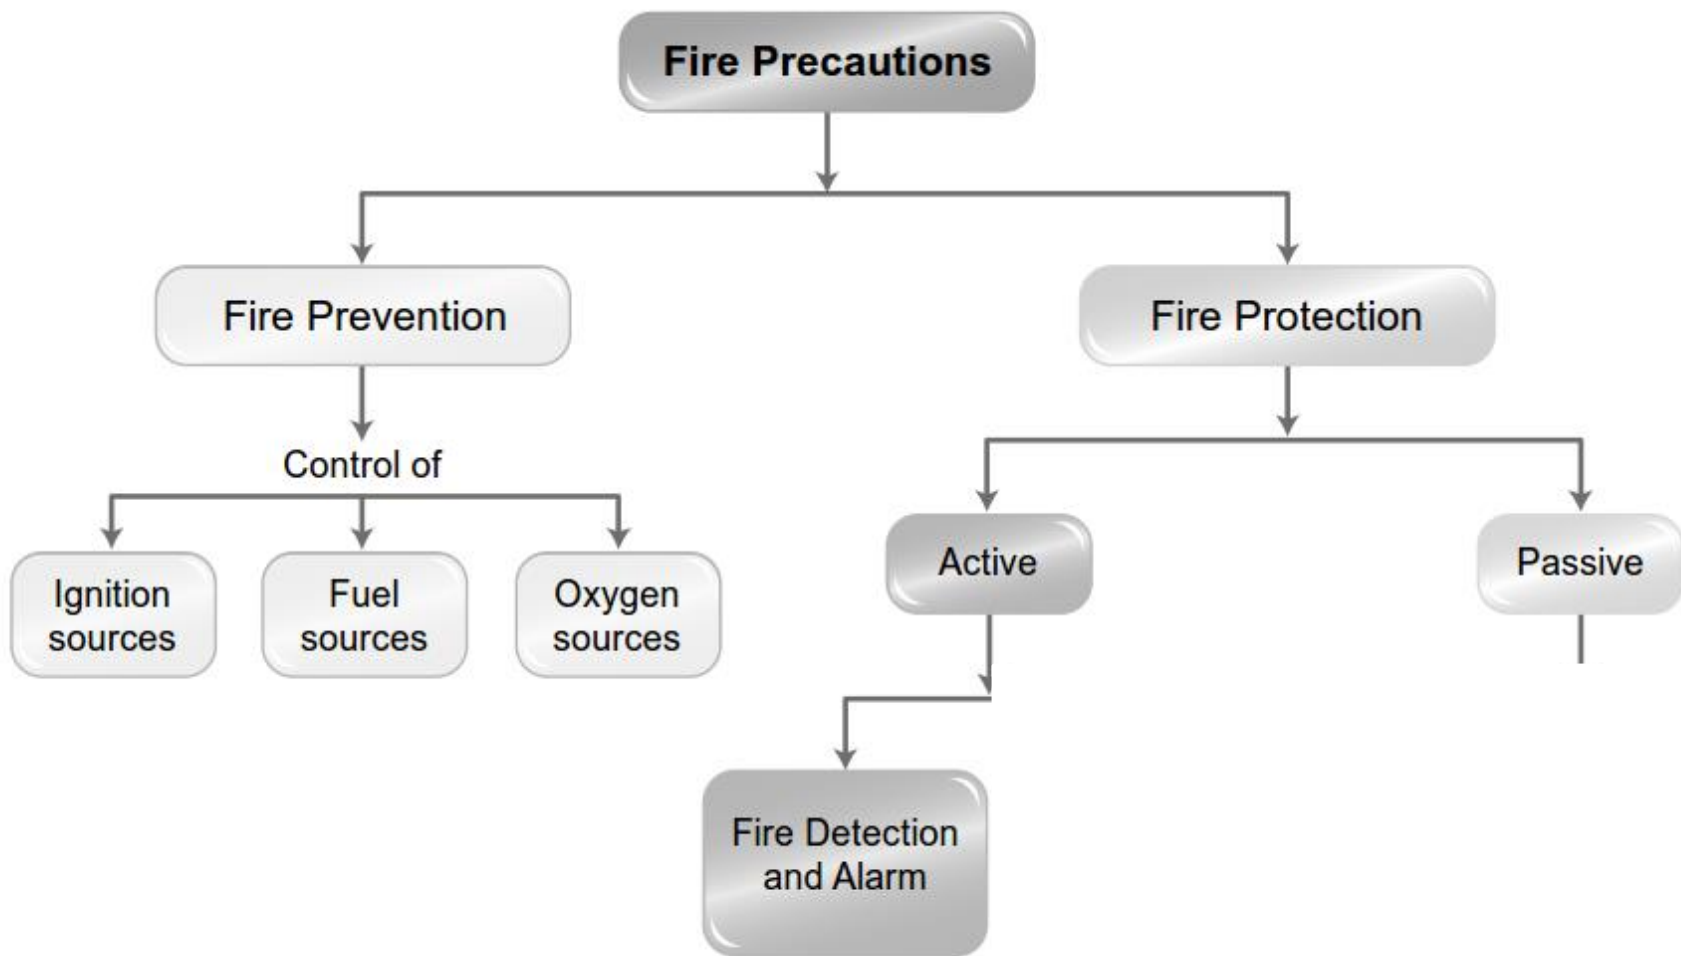 Fire Precautions
Fire Prevention
Fire Protection
Control of
Ignition
sources
Fuel
sources
Oxygen
sources
Active
Passive
Fire Detection
and Alarm